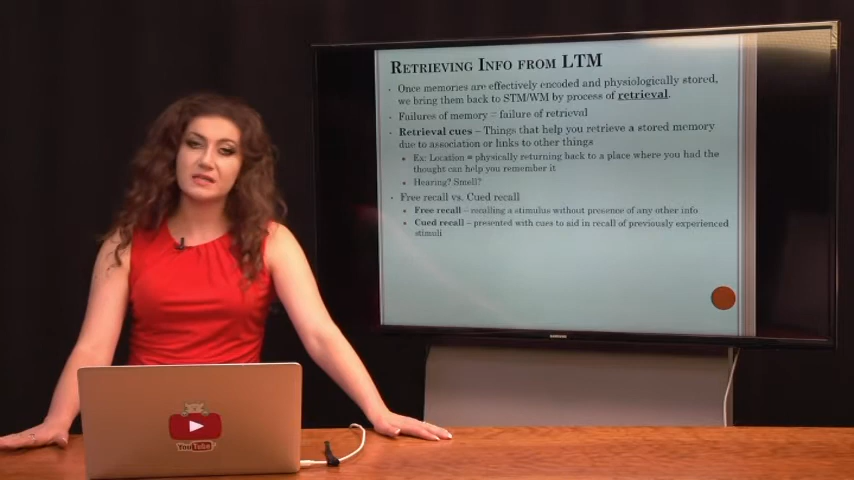 RETRIEVING INFO FROM LTM
Once memories are effectively encoded and physiologically stored,
we bring them back to STM/WM by process of retrieval.
Failures of memory = failure of retrieval
Retrieval cues – Things that help you retrieve a stored memory
due to association or links to other things
Ex: Location = physically returning back to a place where you had the
thought can help you remember it
Hearing? Smell?
Free recall vs. Cued recall
Free recall – recalling a stimulus without presence of any other info
Cued recall – presented with cues to aid in recall of previously experienced
stimuli
SAMSUNG
YouTube